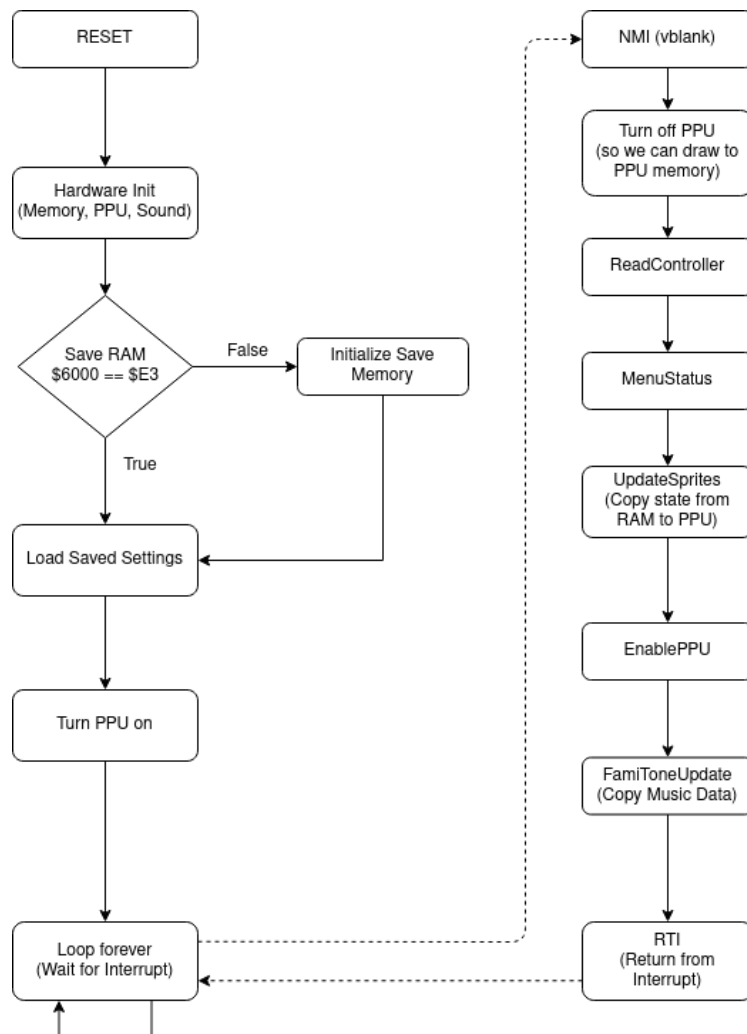 RESET
Hardware Init
(Memory, PPU, Sound)
Save RAM
$6000 == $E3
False
Initialize Save
Memory
True
Load Saved Settings
Turn PPU on
Loop forever
(Wait for Interrupt)
NMI (vblank)
Turn off PPU
(so we can draw to
PPU memory)
ReadController
MenuStatus
UpdateSprites
(Copy state from
RAM to PPU)
EnablePPU
FamiToneUpdate
(Copy Music Data)
RTI
(Return from
Interrupt)